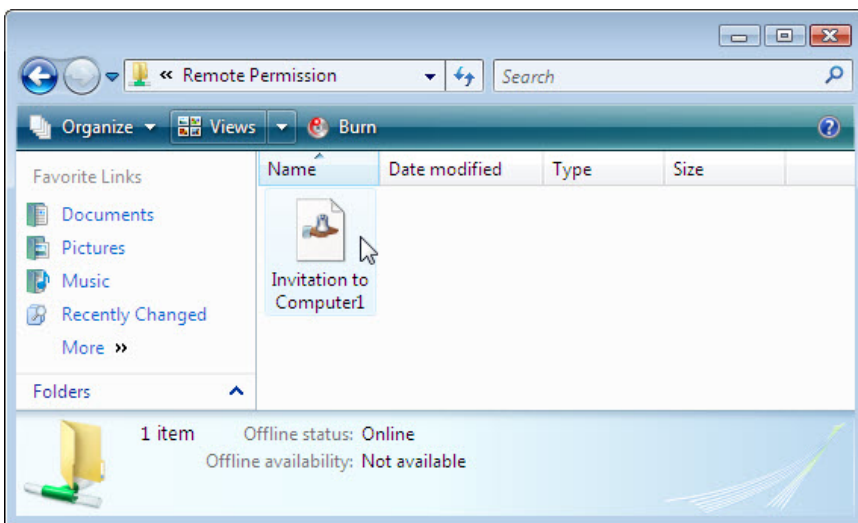 « Remote Permission
Search
Organize Views Burn
Favorite Links
Documents
Pictures
Music
Recently Changed
More »
Folders
Name Date modified Type Size
Invitation to
Computer1
1 item Offline status: Online
Offline availability: Not available